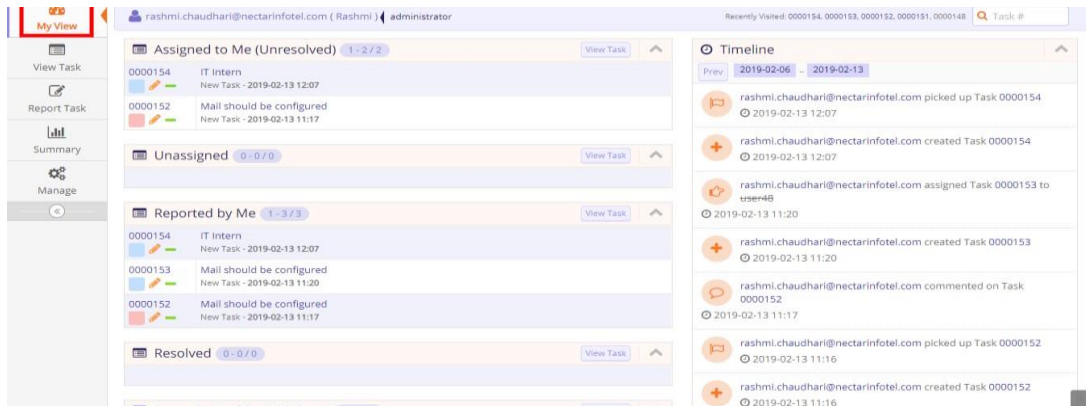 My View
View Task
Report Task
Summary
Manage
rashmi.chaudhari@nectarinfotel.com ( Rashmi ) administrator
Recently Visited: 0000154, 0000153, 0000152, 0000151, 0000148
Task #
Assigned to Me (Unresolved) 1 - 2 / 2 View Task
0000154 IT Intern
New Task - 2019-02-13 12:07
0000152 Mail should be configured
New Task - 2019-02-13 11:17
Unassigned 0 - 0 / 0 View Task
Reported by Me 1 - 3 / 3 View Task
0000154 IT Intern
New Task - 2019-02-13 12:07
0000153 Mail should be configured
New Task - 2019-02-13 11:20
0000152 Mail should be configured
New Task - 2019-02-13 11:17
Resolved 0 - 0 / 0 View Task
Timeline
Prev 2019-02-06 .. 2019-02-13
rashmi.chaudhari@nectarinfotel.com picked up Task 0000154
2019-02-13 12:07
rashmi.chaudhari@nectarinfotel.com created Task 0000154
2019-02-13 12:07
rashmi.chaudhari@nectarinfotel.com assigned Task 0000153 to
user48
2019-02-13 11:20
rashmi.chaudhari@nectarinfotel.com created Task 0000153
2019-02-13 11:20
rashmi.chaudhari@nectarinfotel.com commented on Task
0000152
2019-02-13 11:17
rashmi.chaudhari@nectarinfotel.com picked up Task 0000152
2019-02-13 11:16
rashmi.chaudhari@nectarinfotel.com created Task 0000152
2019-02-13 11:16